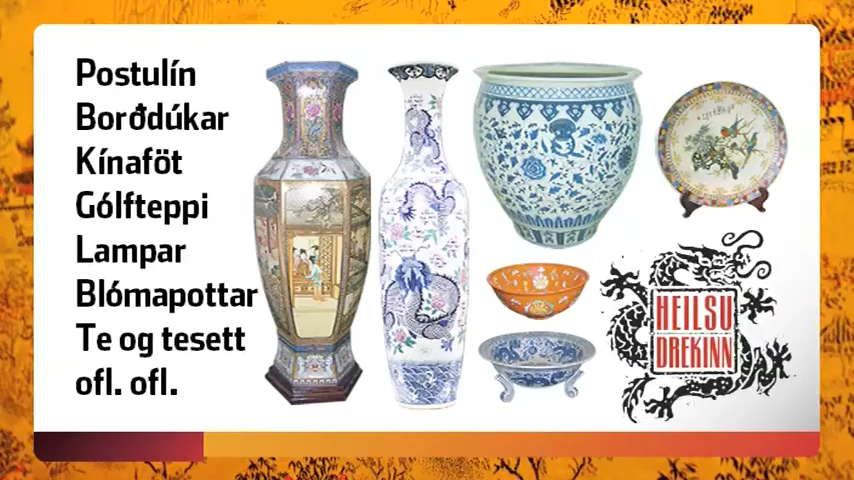 Postulín
Borðdúkar
Kínaföt
Gólfteppi
Lampar
Blómapottar
Te og tesett
ofl. ofl.
HEILSU
DREKINN